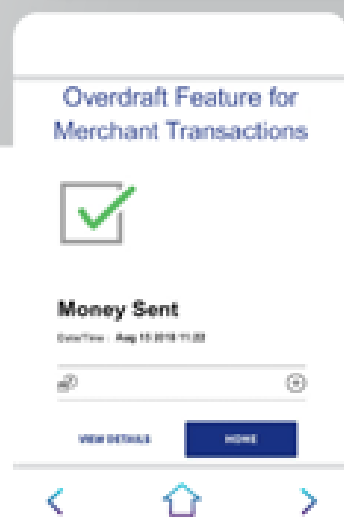 Overdraft Feature for
Merchant Transactions
Money Sent
Date/Time : Aug 15 2018 11:22
VIEW DETAILS
HOME